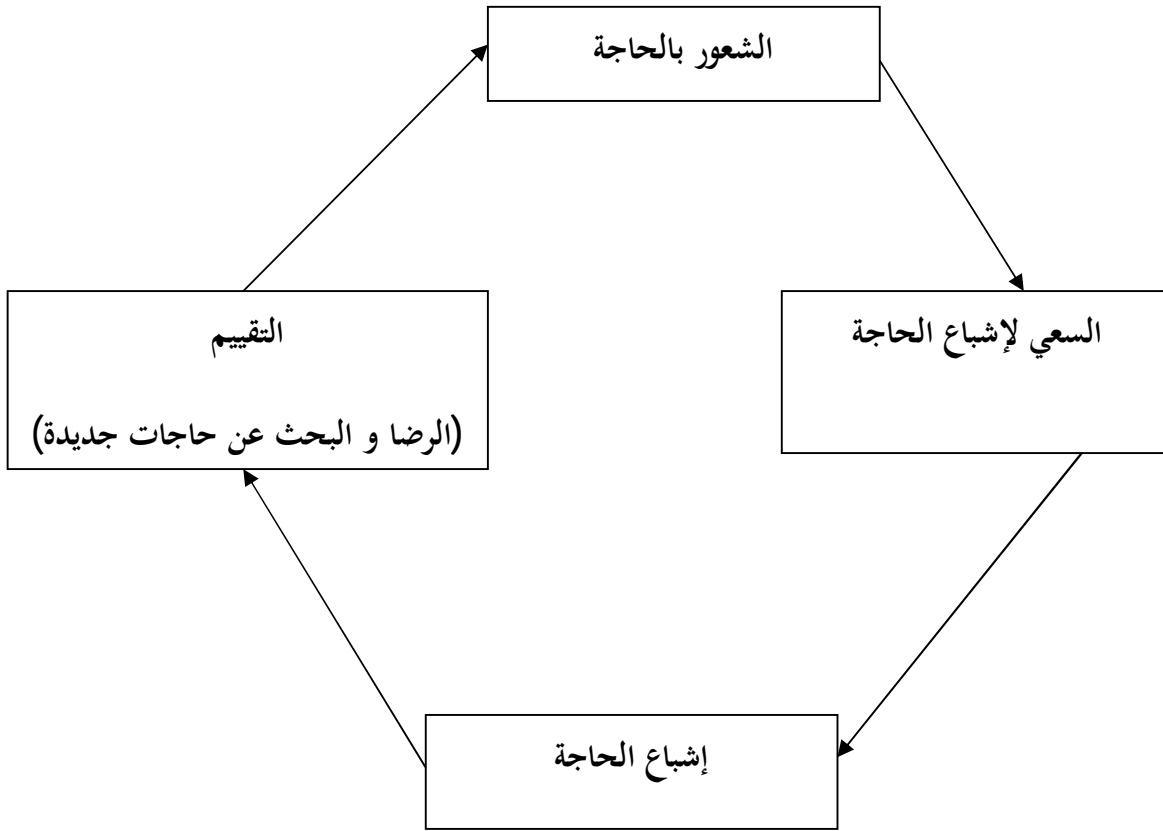 الشعور بالحاجة
السعي لإشباع الحاجة
التقييم
(الرضا و البحث عن حاجات جديدة)
إشباع الحاجة